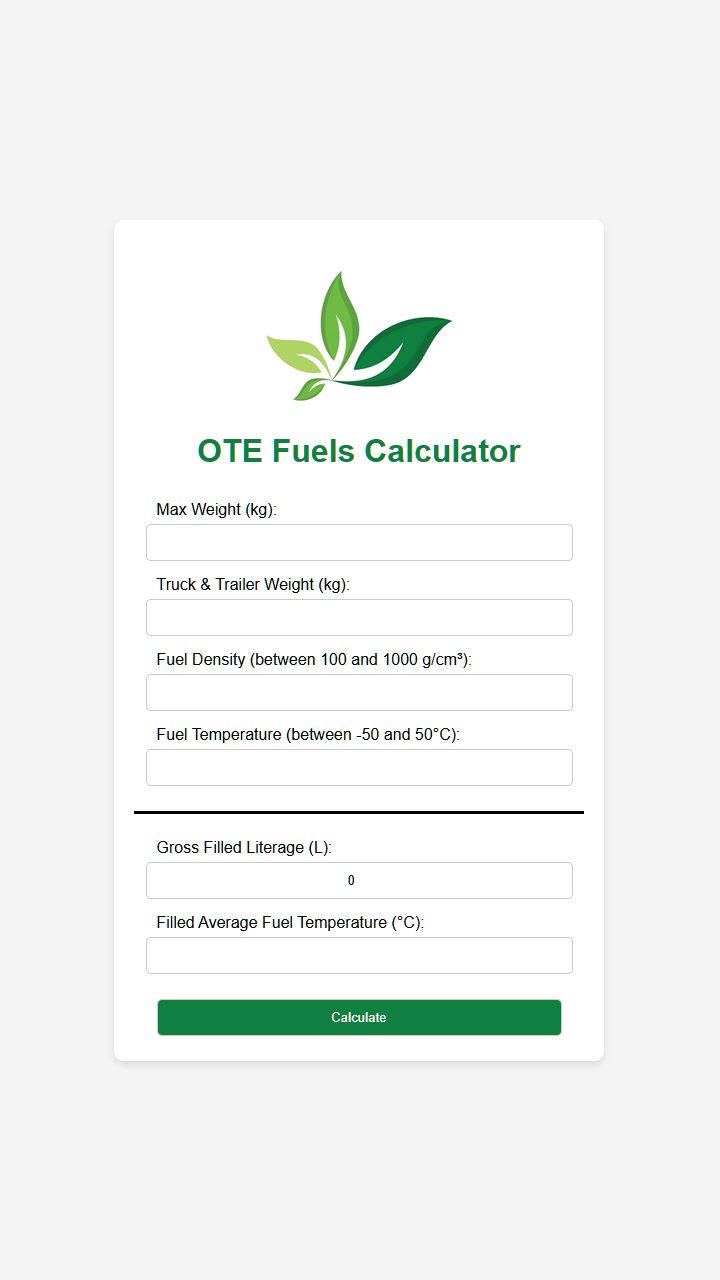 OTE Fuels Calculator
Max Weight (kg):
Truck & Trailer Weight (kg):
Fuel Density (between 100 and 1000 g/cm³):
Fuel Temperature (between -50 and 50°C):
Gross Filled Literage (L):
0
Filled Average Fuel Temperature (°C):
Calculate